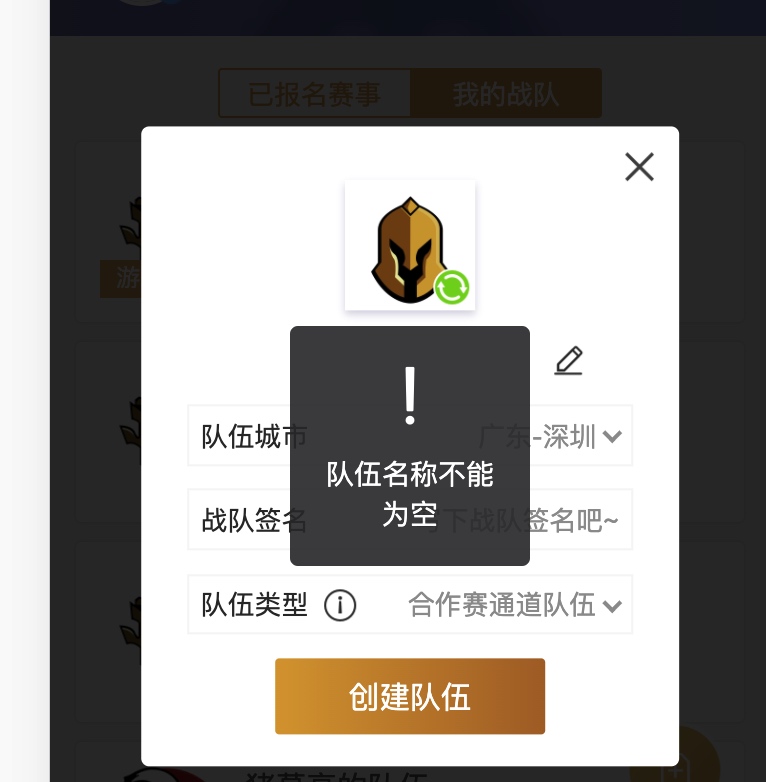 已报名赛事
我的战队
游
队伍名称不能
为空
队伍城市
广东-深圳
战队签名
下战队签名吧~
队伍类型
合作赛通道队伍
创建队伍